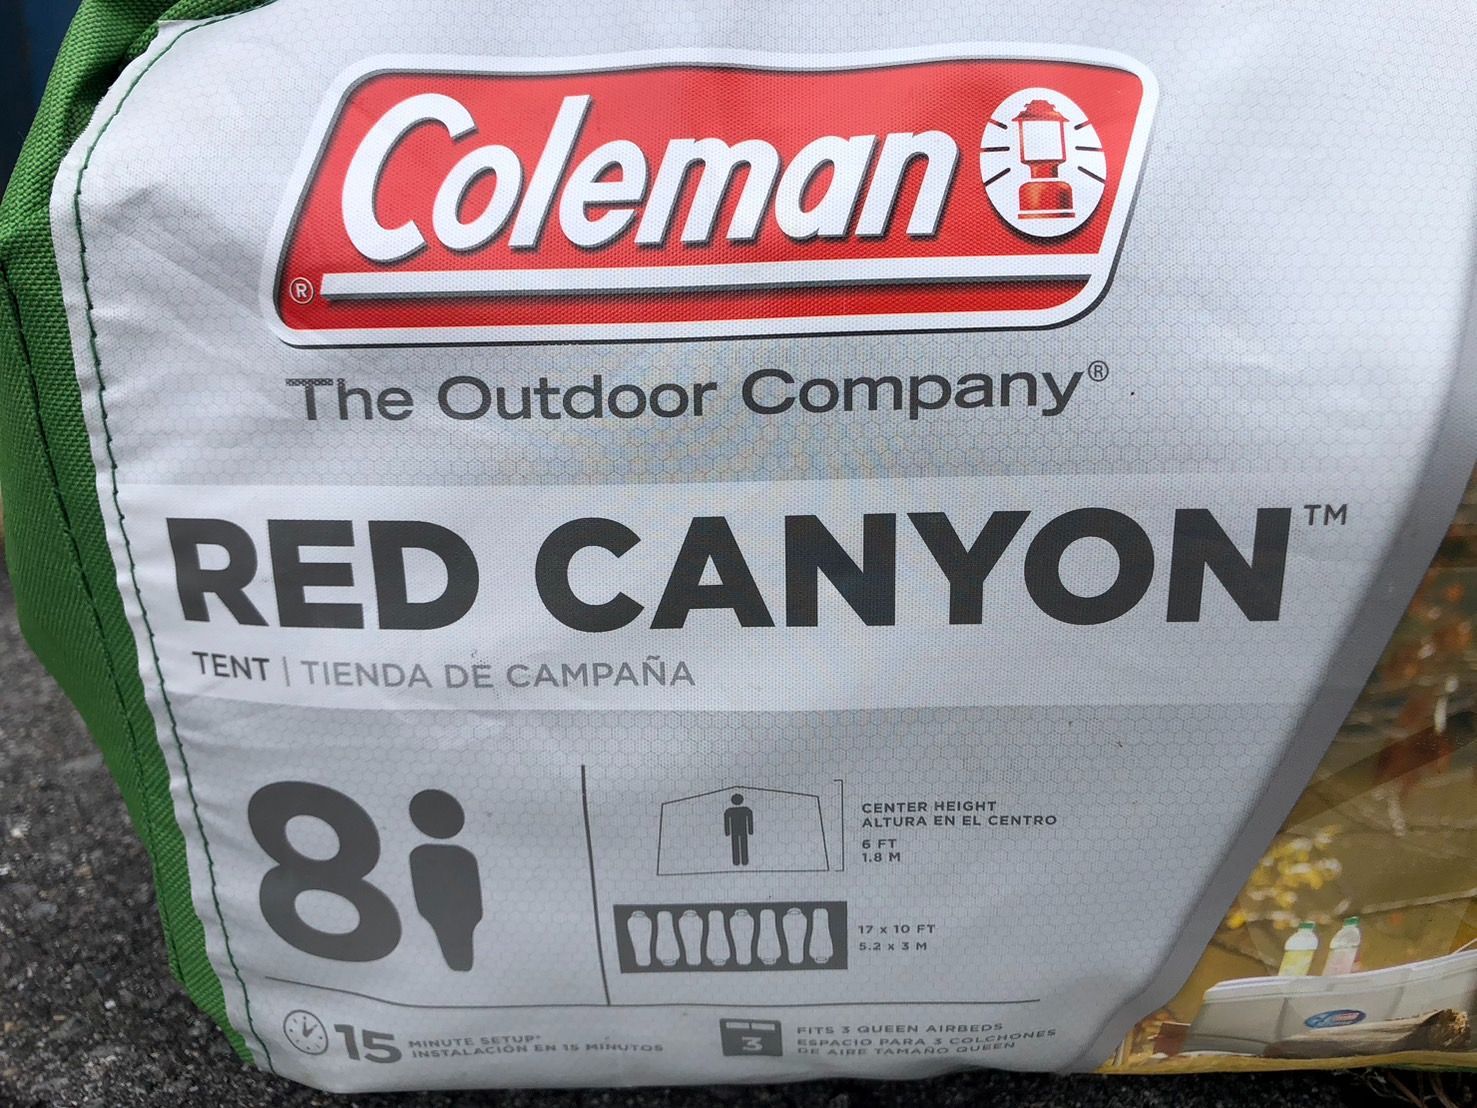 Coleman
®
The Outdoor Company®
RED CANYON™
TENT | TIENDA DE CAMPAÑA
8
CENTER HEIGHT
ALTURA EN EL CENTRO
6 FT
1.8 M
17 x 10 FT
5.2 x 3 M
15 MINUTE SETUP*
INSTALACIÓN EN 15 MINUTOS
3
FITS 3 QUEEN AIRBEDS
ESPACIO PARA 3 COLCHONES
DE AIRE TAMAÑO QUEEN